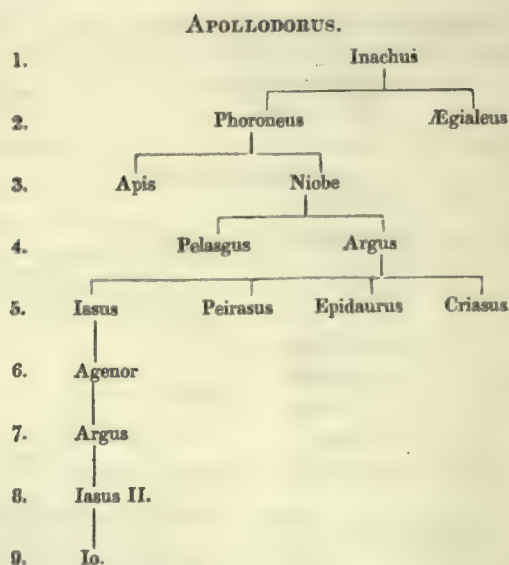 APOLLODORUS.
1. Inachus
2. Phoroneus Ægialeus
3. Apis Niobe
4. Pelasgus Argus
5. Iasus Peirasus Epidaurus Criasus
6. Agenor
7. Argus
8. Iasus II.
9. Io.